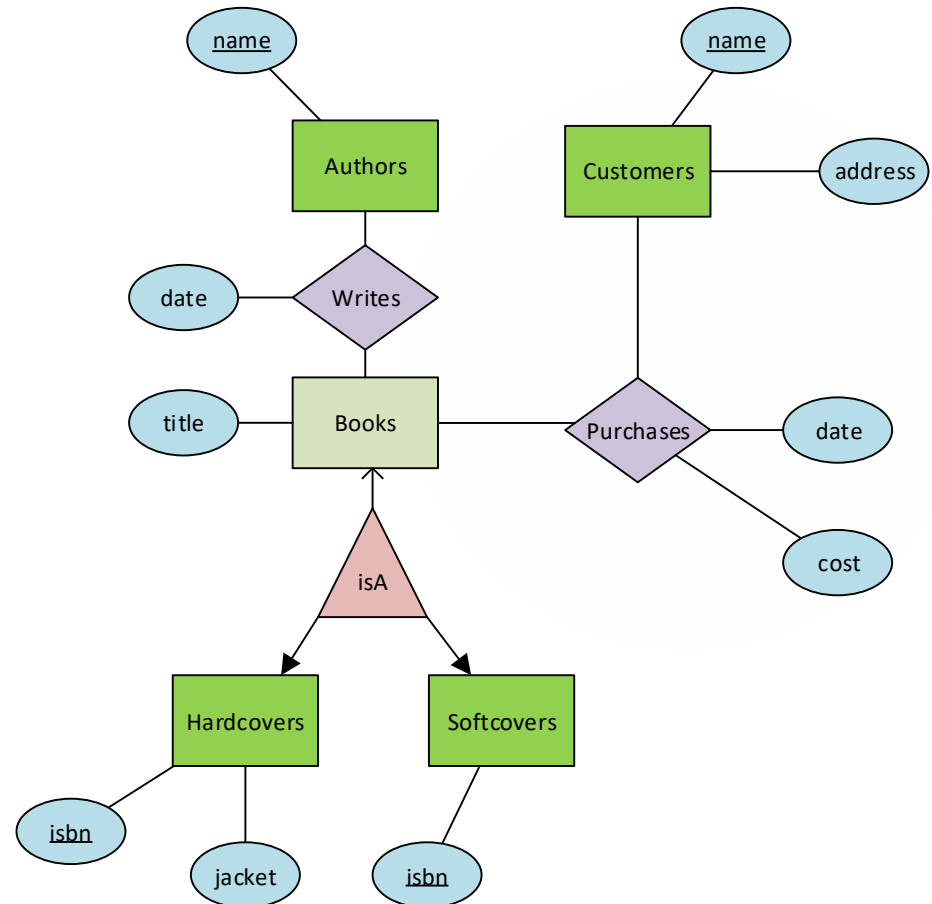 name
name
Authors
Customers
address
date
Writes
title
Books
Purchases
date
cost
isA
Hardcovers
Softcovers
isbn
jacket
isbn